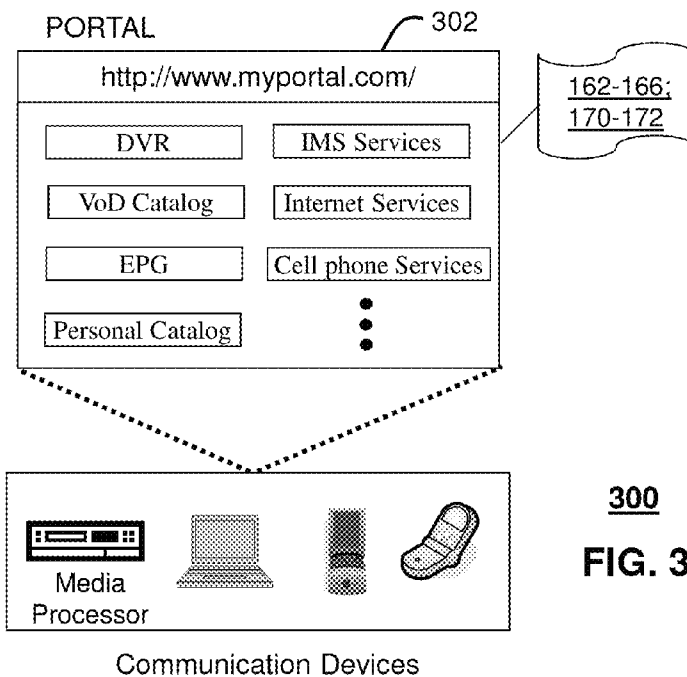 PORTAL
302
http://www.myportal.com/
162-166;
170-172
DVR
IMS Services
VoD Catalog
Internet Services
EPG
Cell phone Services
Personal Catalog
Media
Processor
300
FIG. 3
Communication Devices